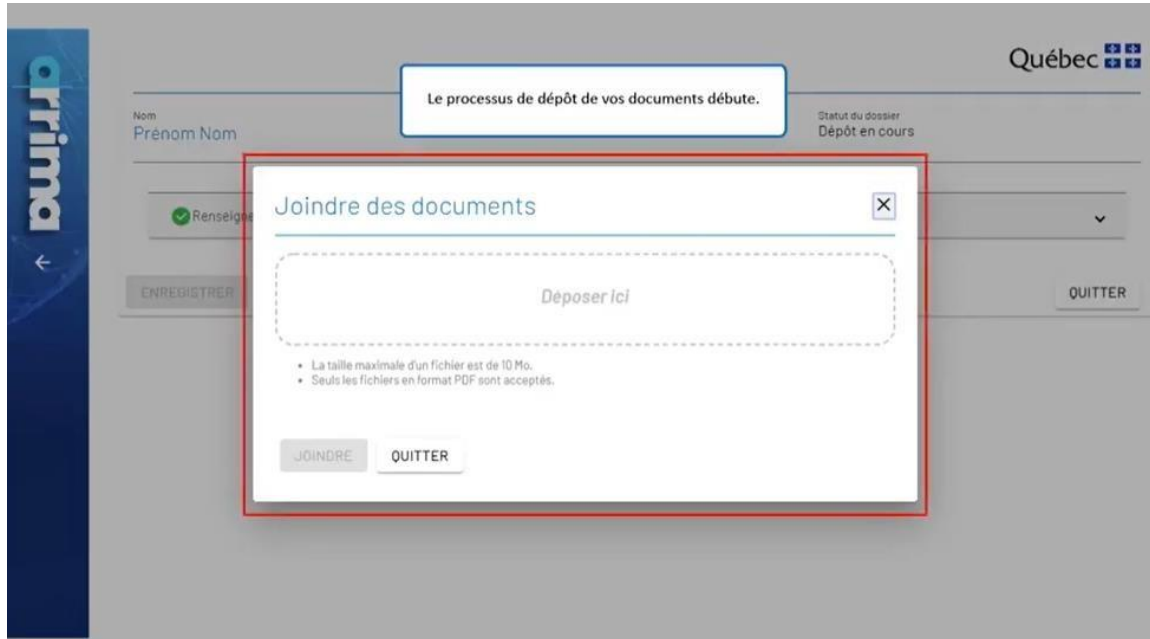 arrima
Québec
Le processus de dépôt de vos documents débute.
Nom
Prénom Nom
Statut du dossier
Dépôt en cours
Joindre des documents
Renseigne
Déposer ici
ENREGISTRER
QUITTER
La taille maximale d'un fichier est de 10 Mo.
Seuls les fichiers en format PDF sont acceptés.
JOINDRE
QUITTER